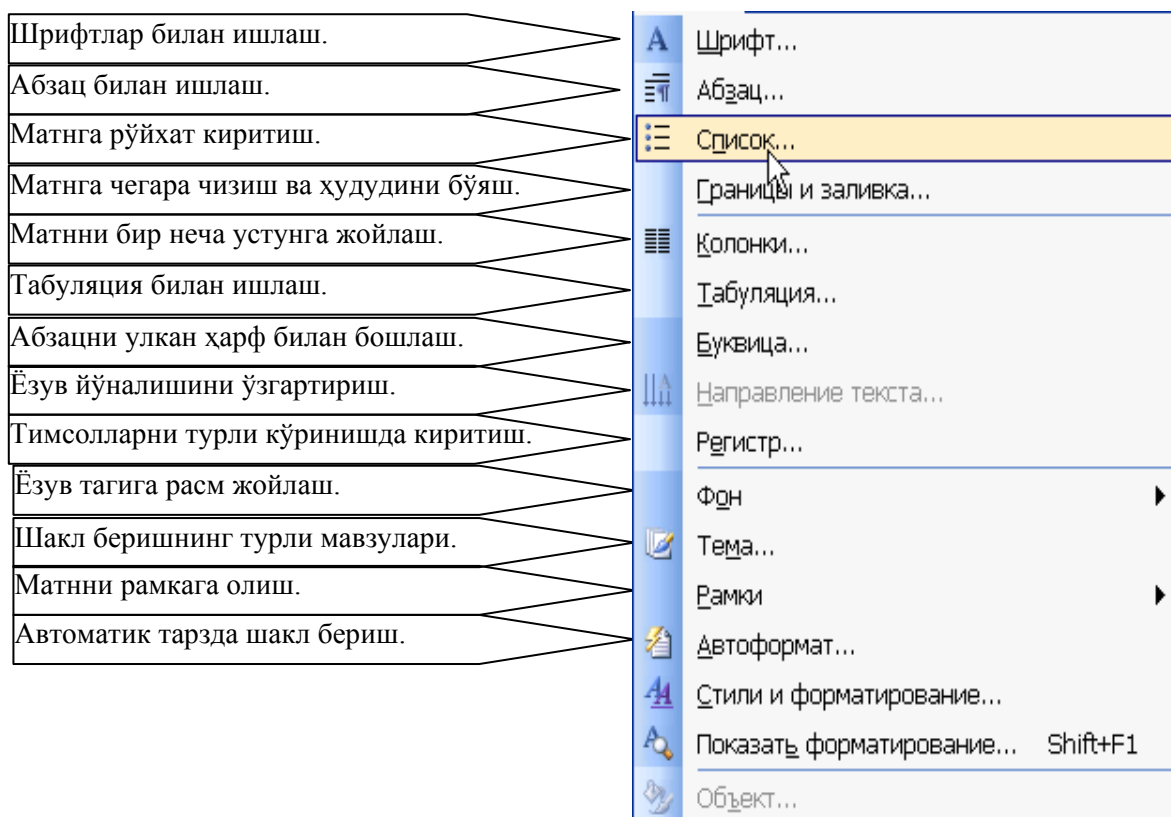 Шрифтлар билан ишлаш.
Шрифт...
Абзац билан ишлаш.
Абзац...
Матнга рўйхат киритиш.
Список...
Матнга чегара чизиш ва ҳудудини бўяш.
Границы и заливка...
Матнни бир неча устунга жойлаш.
Колонки...
Табуляция билан ишлаш.
Табуляция...
Абзацни улкан ҳарф билан бошлаш.
Буквица...
Ёзув йўналишини ўзгартириш.
Направление текста...
Тимсолларни турли кўринишда киритиш.
Регистр...
Ёзув тагига расм жойлаш.
Фон
Шакл беришнинг турли мавзулари.
Тема...
Матнни рамкага олиш.
Рамки
Автоматик тарзда шакл бериш.
Автоформат...
Стили и форматирование...
Показать форматирование... Shift+F1
Объект...